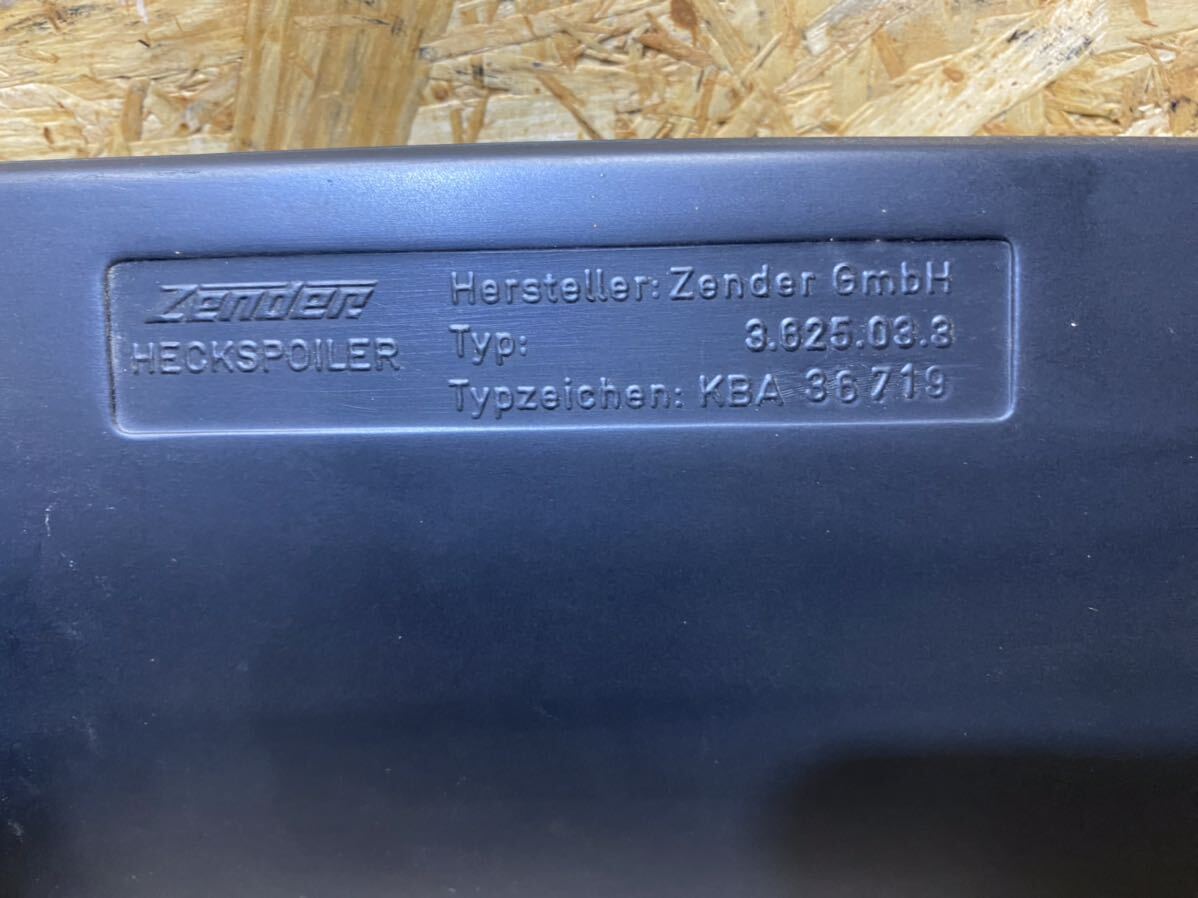 Zender
HECKSPOILER
Hersteller: Zender GmbH
Typ: 3.625.03.3
Typzeichen: KBA 36719